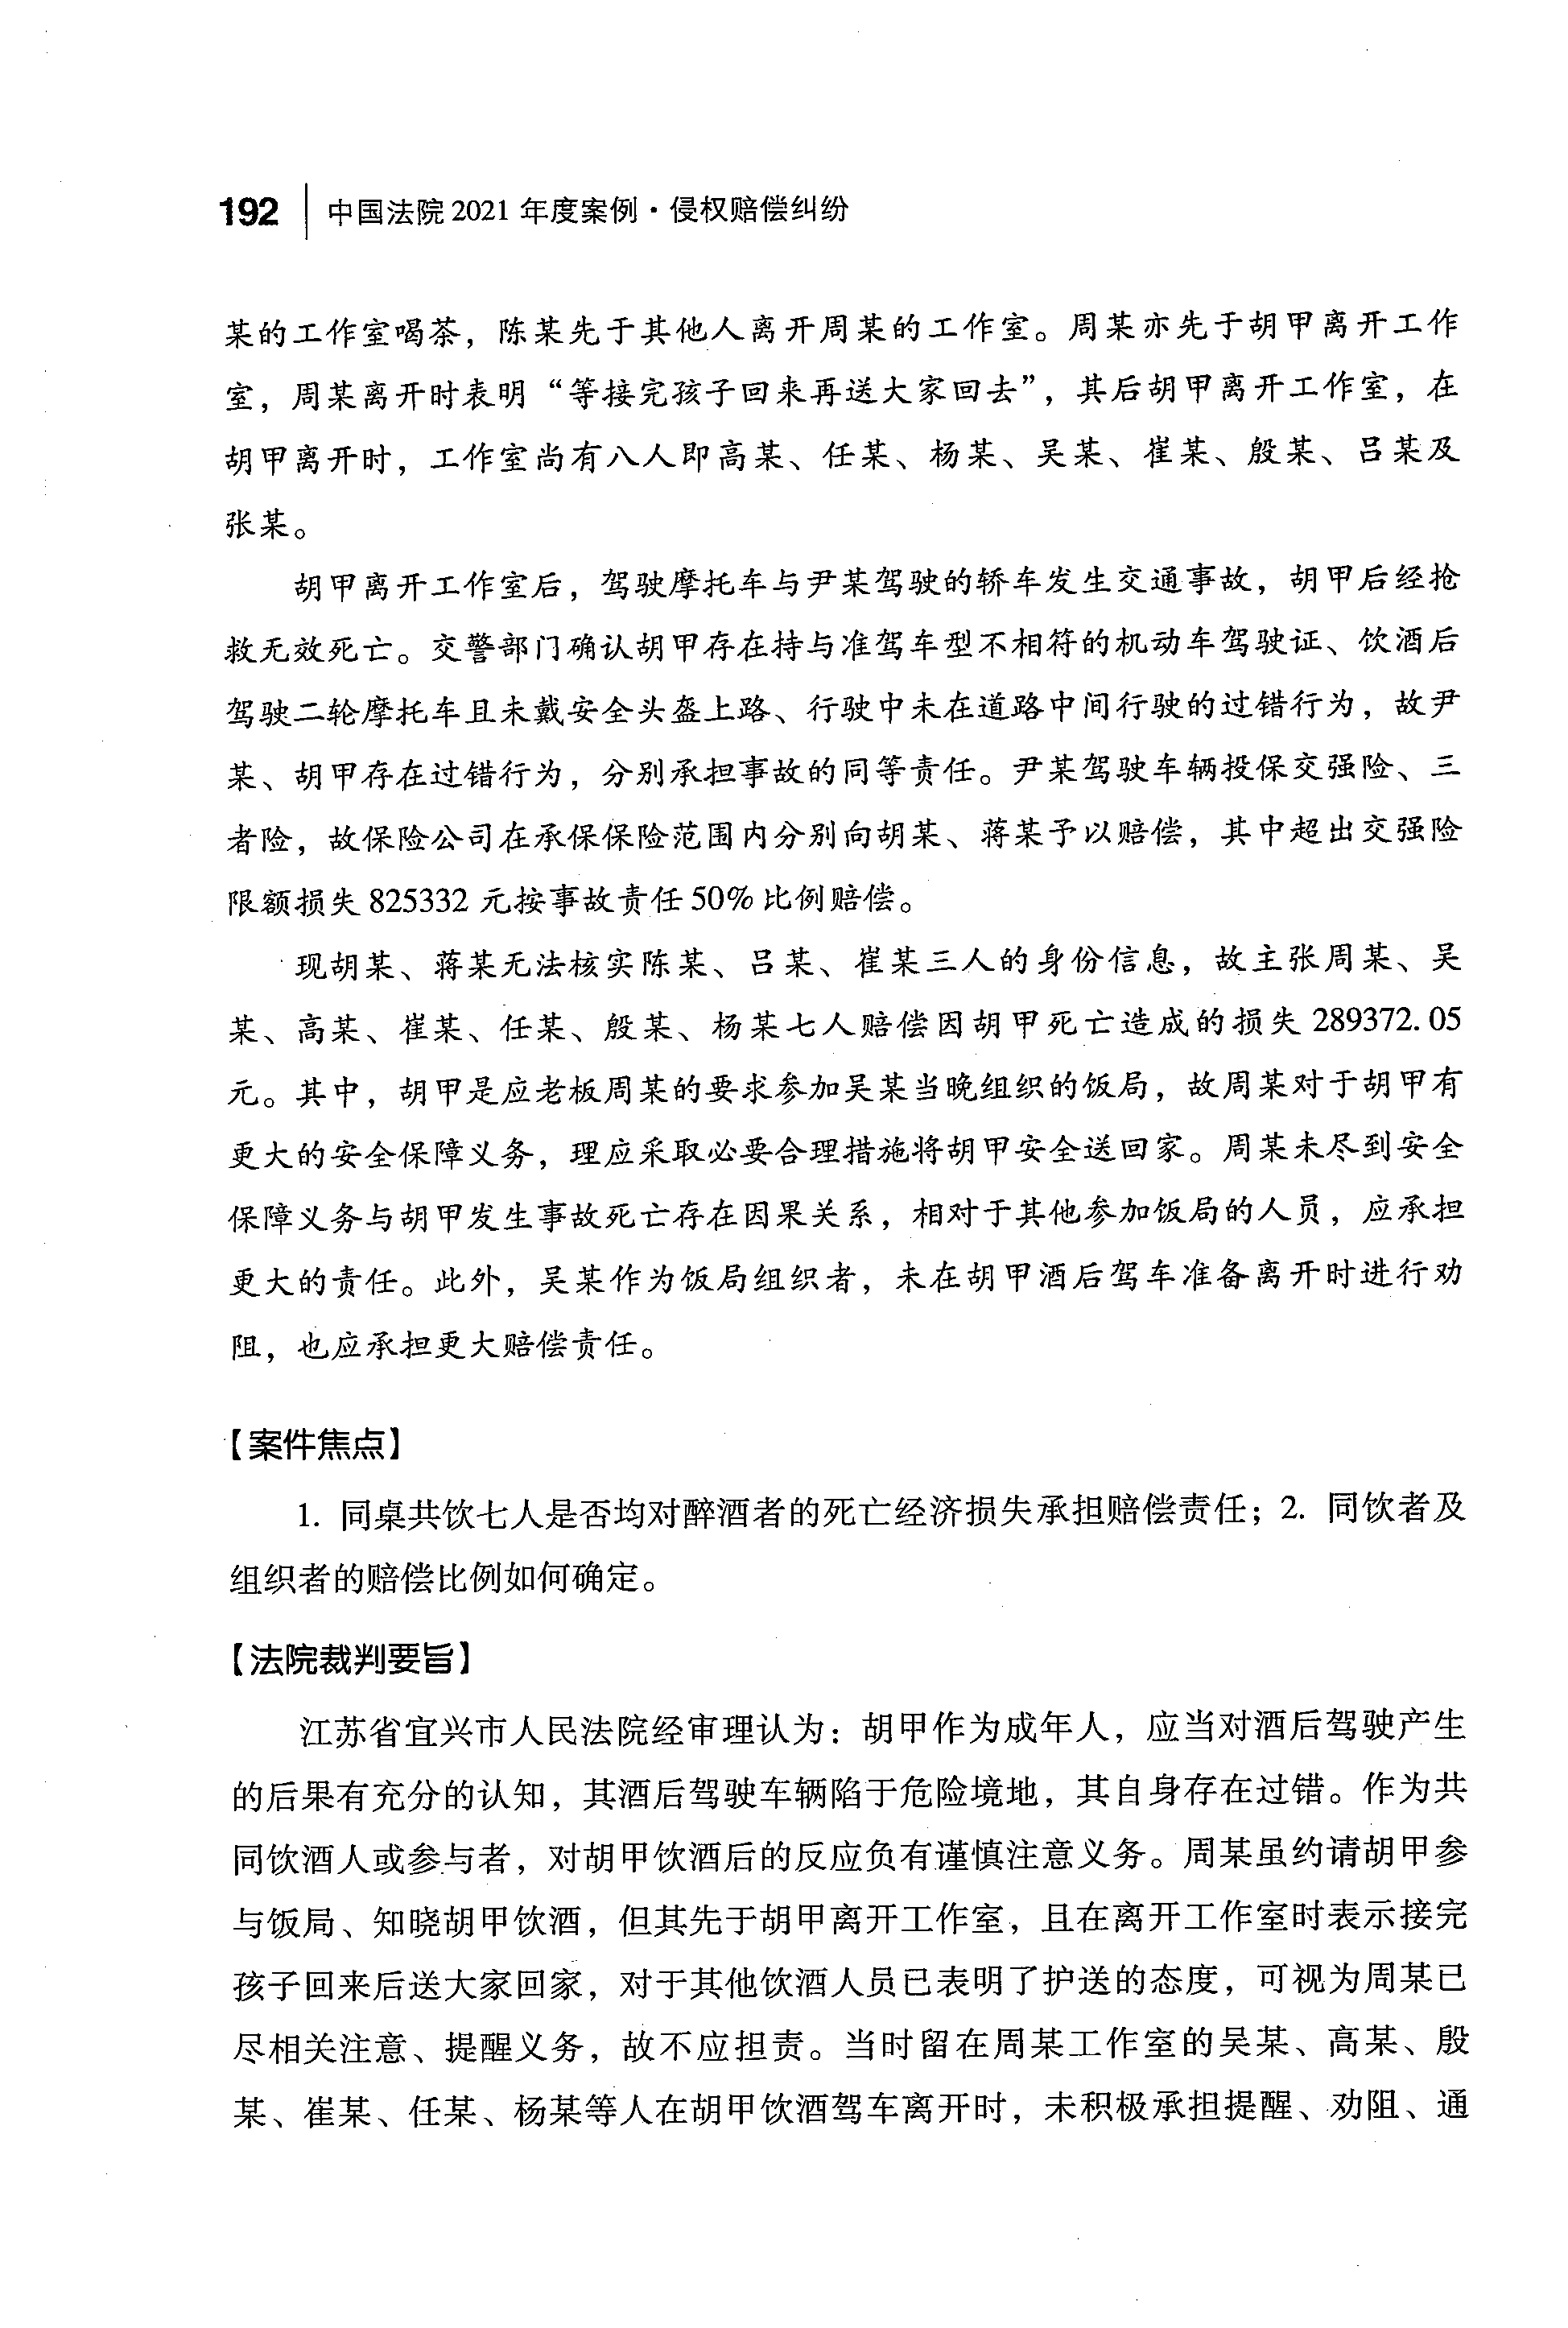 192 中国法院 2021 年度案例·侵权赔偿纠纷
某的工作室喝茶，陈某先于其他人离开周某的工作室。周某亦先于胡甲离开工作
室，周某离开时表明“等接完孩子回来再送大家回去”，其后胡甲离开工作室，在
胡甲离开时，工作室尚有八人即高某、任某、杨某、吴某、崔某、殷某、吕某及
张某。
胡甲离开工作室后，驾驶摩托车与尹某驾驶的轿车发生交通事故，胡甲后经抢
救无效死亡。交警部门确认胡甲存在持与准驾车型不相符的机动车驾驶证、饮酒后
驾驶二轮摩托车且未戴安全头盔上路、行驶中未在道路中间行驶的过错行为，故尹
某、胡甲存在过错行为，分别承担事故的同等责任。尹某驾驶车辆投保交强险、三
者险，故保险公司在承保保险范围内分别向胡某、蒋某予以赔偿，其中超出交强险
限额损失 825332 元按事故责任 50% 比例赔偿。
现胡某、蒋某无法核实陈某、吕某、崔某三人的身份信息，故主张周某、吴
某、高某、崔某、任某、殷某、杨某七人赔偿因胡甲死亡造成的损失 289372. 05
元。其中，胡甲是应老板周某的要求参加吴某当晚组织的饭局，故周某对于胡甲有
更大的安全保障义务，理应采取必要合理措施将胡甲安全送回家。周某未尽到安全
保障义务与胡甲发生事故死亡存在因果关系，相对于其他参加饭局的人员，应承担
更大的责任。此外，吴某作为饭局组织者，未在胡甲酒后驾车准备离开时进行劝
阻，也应承担更大赔偿责任。
【案件焦点】
1. 同桌共饮七人是否均对醉酒者的死亡经济损失承担赔偿责任；2. 同饮者及
组织者的赔偿比例如何确定。
【法院裁判要旨】
江苏省宜兴市人民法院经审理认为：胡甲作为成年人，应当对酒后驾驶产生
的后果有充分的认知，其酒后驾驶车辆陷于危险境地，其自身存在过错。作为共
同饮酒人或参与者，对胡甲饮酒后的反应负有谨慎注意义务。周某虽约请胡甲参
与饭局、知晓胡甲饮酒，但其先于胡甲离开工作室，且在离开工作室时表示接完
孩子回来后送大家回家，对于其他饮酒人员已表明了护送的态度，可视为周某已
尽相关注意、提醒义务，故不应担责。当时留在周某工作室的吴某、高某、殷
某、崔某、任某、杨某等人在胡甲饮酒驾车离开时，未积极承担提醒、劝阻、通